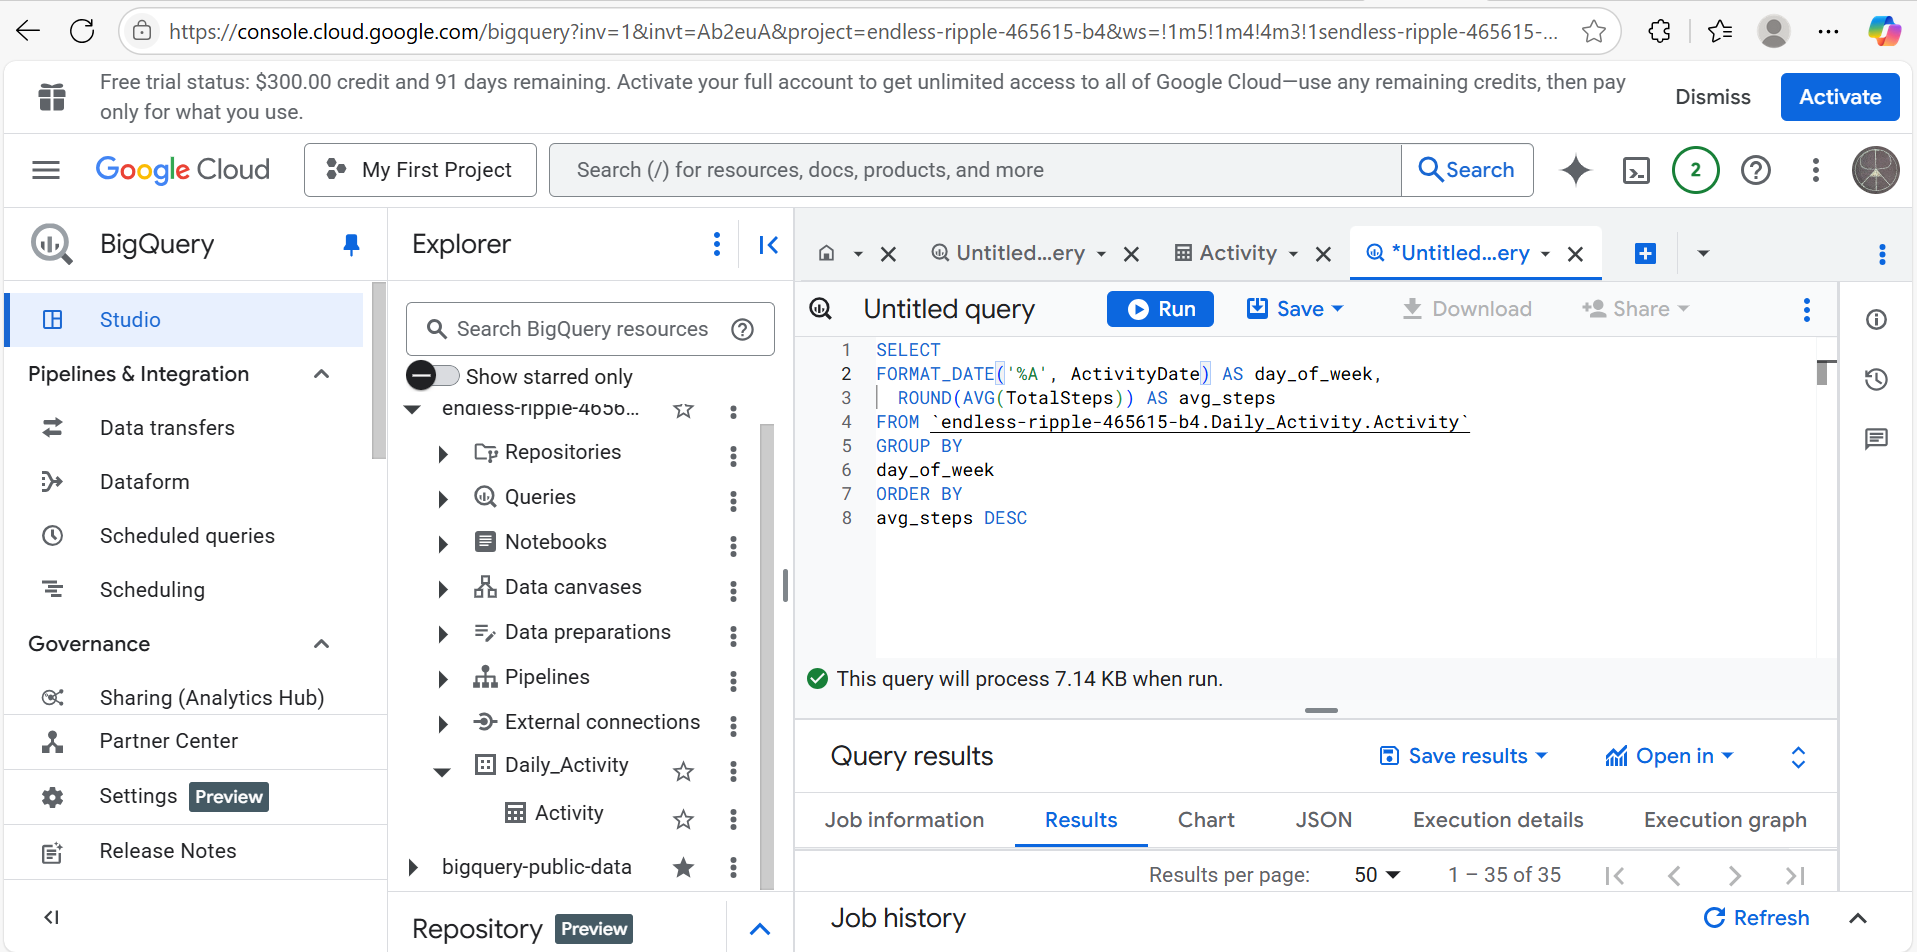 https://console.cloud.google.com/bigquery?inv=1&invt=Ab2euA&project=endless-ripple-465615-b4&ws=!1m5!1m4!4m3!1sendless-ripple-465615-...
Free trial status: $300.00 credit and 91 days remaining. Activate your full account to get unlimited access to all of Google Cloud—use any remaining credits, then pay
only for what you use.
Dismiss
Activate
Google Cloud
My First Project
Search (/) for resources, docs, products, and more
Search
2
BigQuery
Studio
Pipelines & Integration
Data transfers
Dataform
Scheduled queries
Scheduling
Governance
Sharing (Analytics Hub)
Partner Center
Settings Preview
Release Notes
Explorer
Search BigQuery resources
Show starred only
endless-ripple-4656...
Repositories
Queries
Notebooks
Data canvases
Data preparations
Pipelines
External connections
Daily_Activity
Activity
bigquery-public-data
Repository Preview
Untitled...ery
Activity
*Untitled...ery
Untitled query
Run
Save
Download
Share
1 SELECT
2 FORMAT_DATE('%A', ActivityDate) AS day_of_week,
3 ROUND(AVG(TotalSteps)) AS avg_steps
4 FROM `endless-ripple-465615-b4.Daily_Activity.Activity`
5 GROUP BY
6 day_of_week
7 ORDER BY
8 avg_steps DESC
This query will process 7.14 KB when run.
Query results
Save results
Open in
Job information
Results
Chart
JSON
Execution details
Execution graph
Results per page: 50 1 – 35 of 35
Job history
Refresh